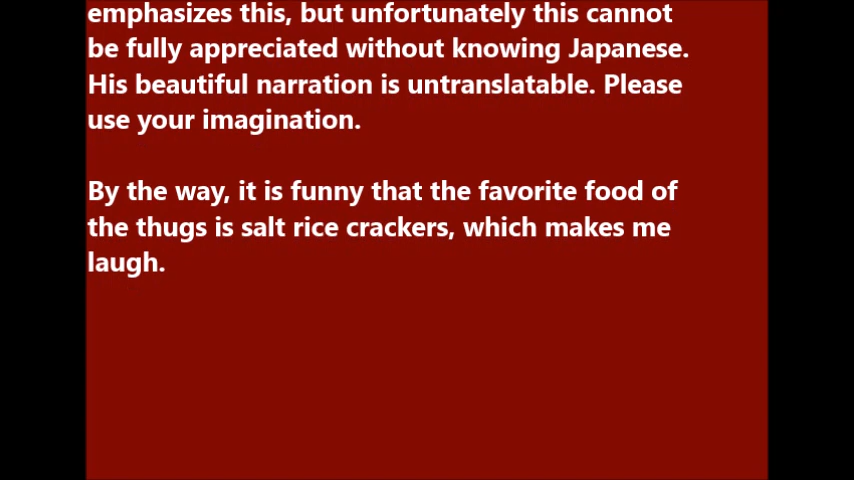 emphasizes this, but unfortunately this cannot
be fully appreciated without knowing Japanese.
His beautiful narration is untranslatable. Please
use your imagination.
By the way, it is funny that the favorite food of
the thugs is salt rice crackers, which makes me
laugh.